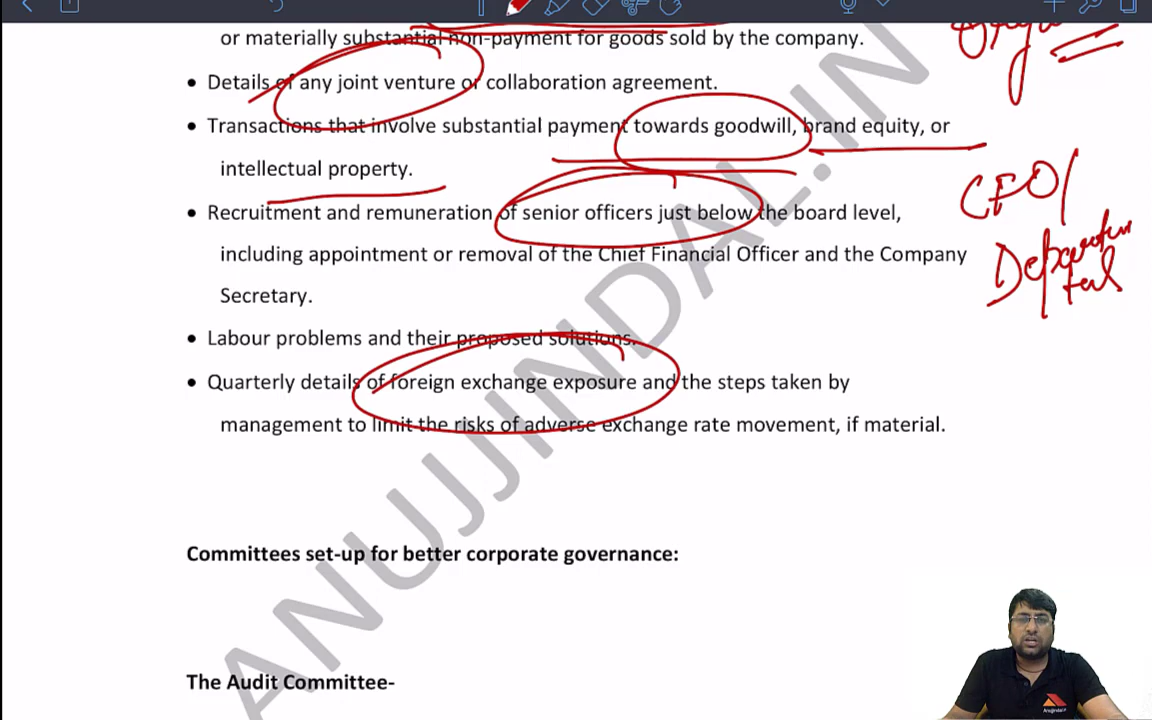 or materially substantial non-payment for goods sold by the company.
• Details of any joint venture or collaboration agreement.
• Transactions that involve substantial payment towards goodwill, brand equity, or
intellectual property.
• Recruitment and remuneration of senior officers just below the board level,
including appointment or removal of the Chief Financial Officer and the Company
Secretary.
CFO/
• Labour problems and their proposed solutions.
• Quarterly details of foreign exchange exposure and the steps taken by
management to limit the risks of adverse exchange rate movement, if material.
Committees set-up for better corporate governance:
The Audit Committee-
ANUJJINDAL.IN